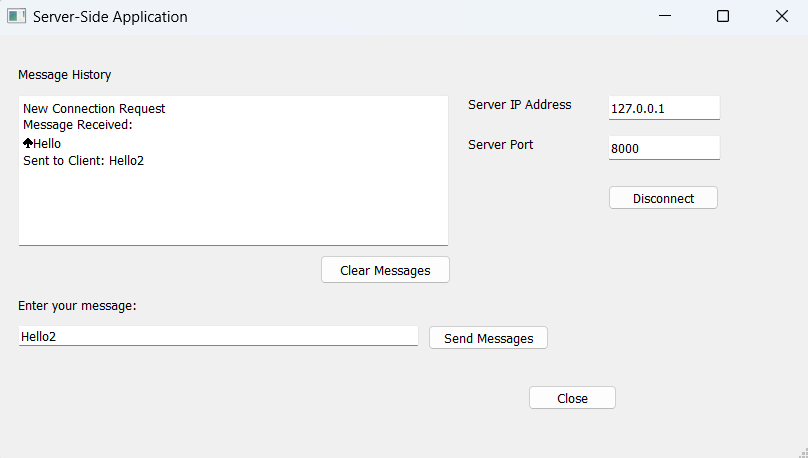 Server-Side Application
Message History
New Connection Request
Message Received:
🡅Hello
Sent to Client: Hello2
Clear Messages
Server IP Address
127.0.0.1
Server Port
8000
Disconnect
Enter your message:
Hello2
Send Messages
Close